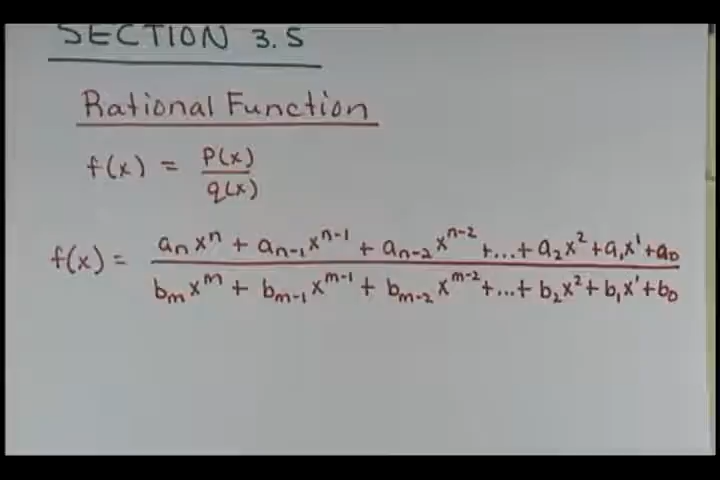 SECTION 3.5
Rational Function
f(x) = p(x)/q(x)
f(x) = (aₙxⁿ + aₙ₋₁xⁿ⁻¹ + aₙ₋₂xⁿ⁻² + ... + a₂x² + a₁x¹ + a₀)/(bₘxᵐ + bₘ₋₁xᵐ⁻¹ + bₘ₋₂xᵐ⁻² + ... + b₂x² + b₁x¹ + b₀)